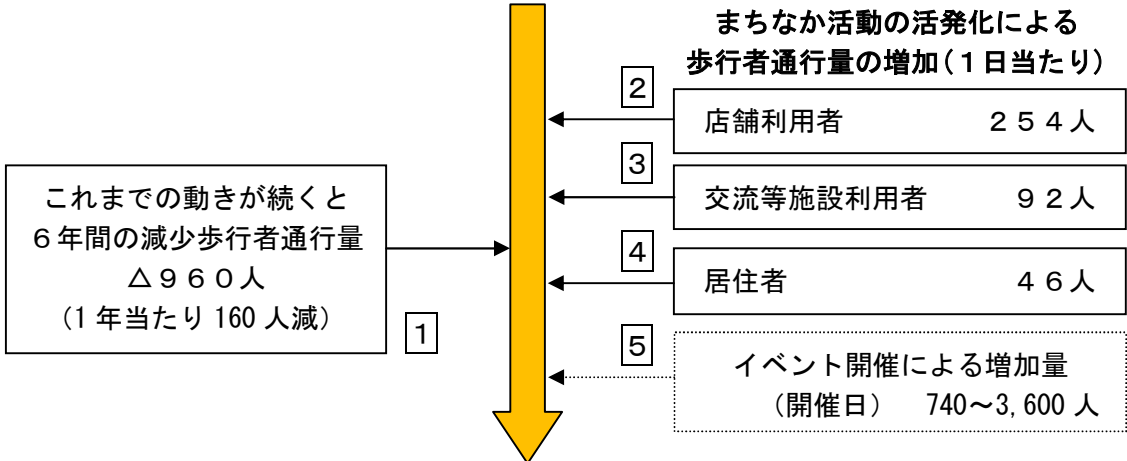 まちなか活動の活発化による
歩行者通行量の増加(1日当たり)
2
店舗利用者 254人
3
交流等施設利用者 92人
4
居住者 46人
5
イベント開催による増加量
(開催日) 740~3,600人
これまでの動きが続くと
6年間の減少歩行者通行量
△960人
(1年当たり160人減)
1